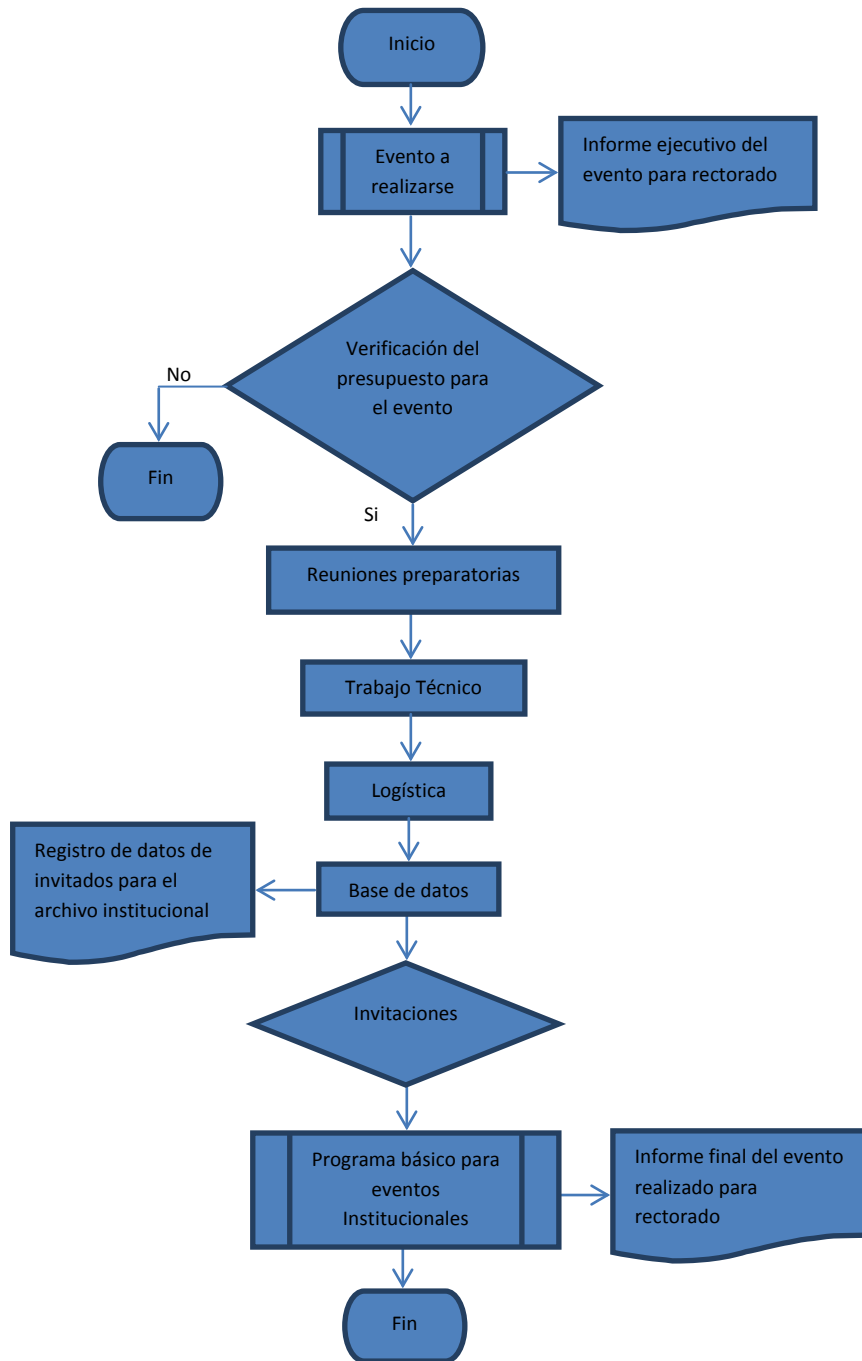 Inicio
Evento a
realizarse
Informe ejecutivo del
evento para rectorado
Verificación del
presupuesto para
el evento
No
Fin
Si
Reuniones preparatorias
Trabajo Técnico
Logística
Registro de datos de
invitados para el
archivo institucional
Base de datos
Invitaciones
Programa básico para
eventos
Institucionales
Informe final del evento
realizado para
rectorado
Fin